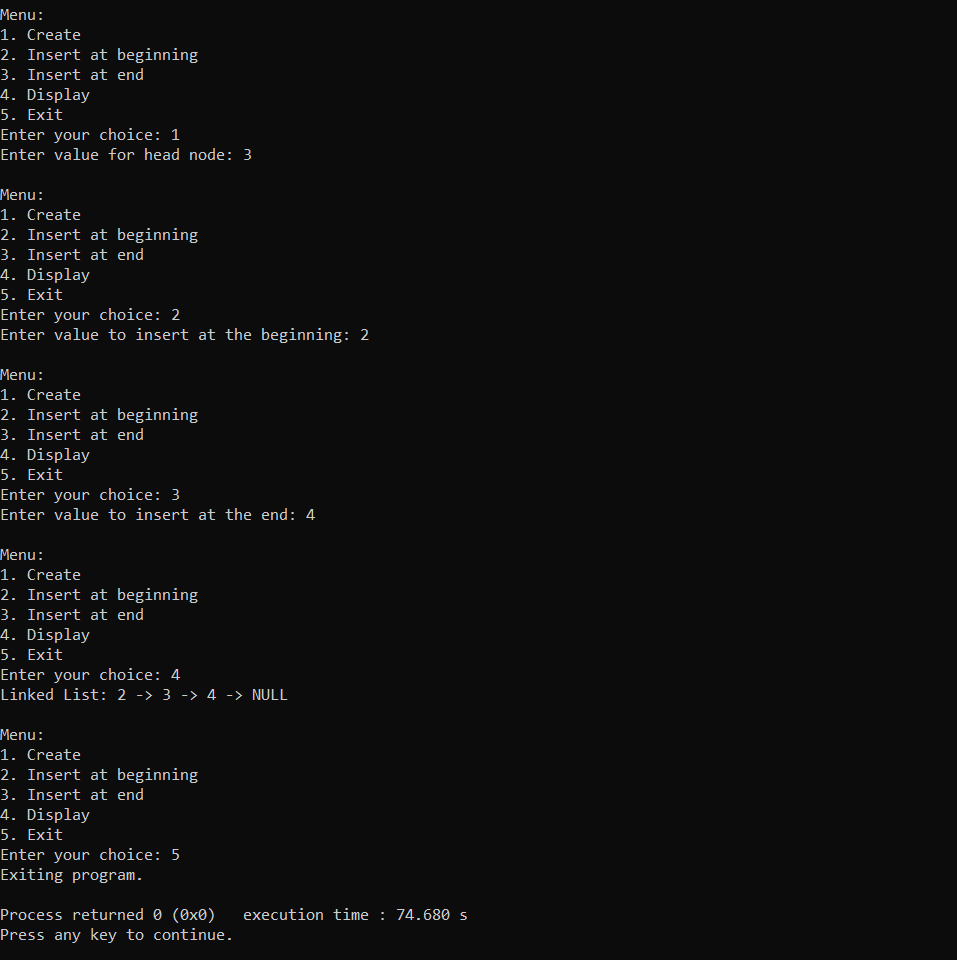 Menu:
1. Create
2. Insert at beginning
3. Insert at end
4. Display
5. Exit
Enter your choice: 1
Enter value for head node: 3

Menu:
1. Create
2. Insert at beginning
3. Insert at end
4. Display
5. Exit
Enter your choice: 2
Enter value to insert at the beginning: 2

Menu:
1. Create
2. Insert at beginning
3. Insert at end
4. Display
5. Exit
Enter your choice: 3
Enter value to insert at the end: 4

Menu:
1. Create
2. Insert at beginning
3. Insert at end
4. Display
5. Exit
Enter your choice: 4
Linked List: 2 -> 3 -> 4 -> NULL

Menu:
1. Create
2. Insert at beginning
3. Insert at end
4. Display
5. Exit
Enter your choice: 5
Exiting program.

Process returned 0 (0x0)   execution time : 74.680 s
Press any key to continue.